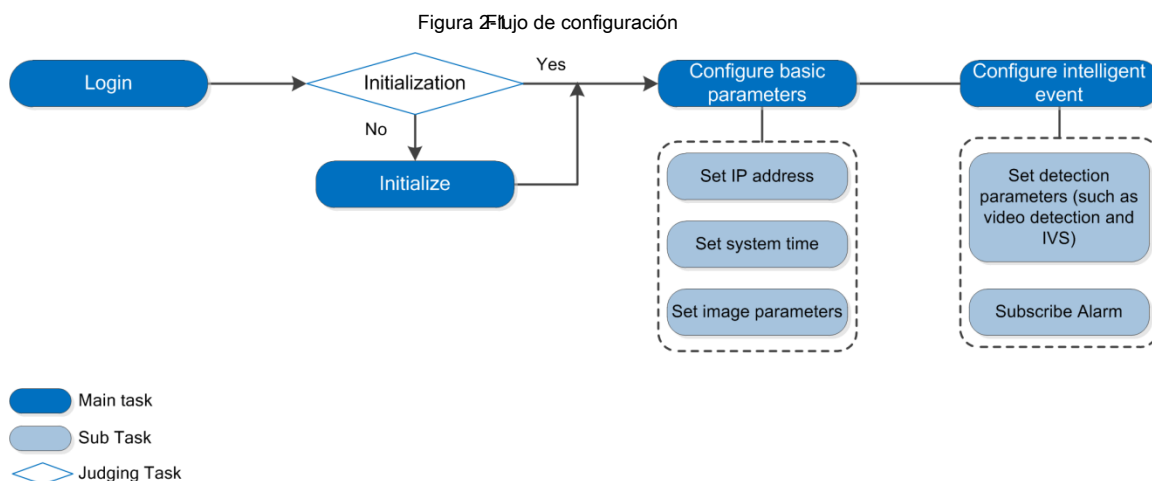 Figura 2-1 Flujo de configuración
Login
Initialization
Yes
No
Initialize
Configure basic
parameters
Set IP address
Set system time
Set image parameters
Configure intelligent
event
Set detection
parameters (such as
video detection and
IVS)
Subscribe Alarm
Main task
Sub Task
Judging Task